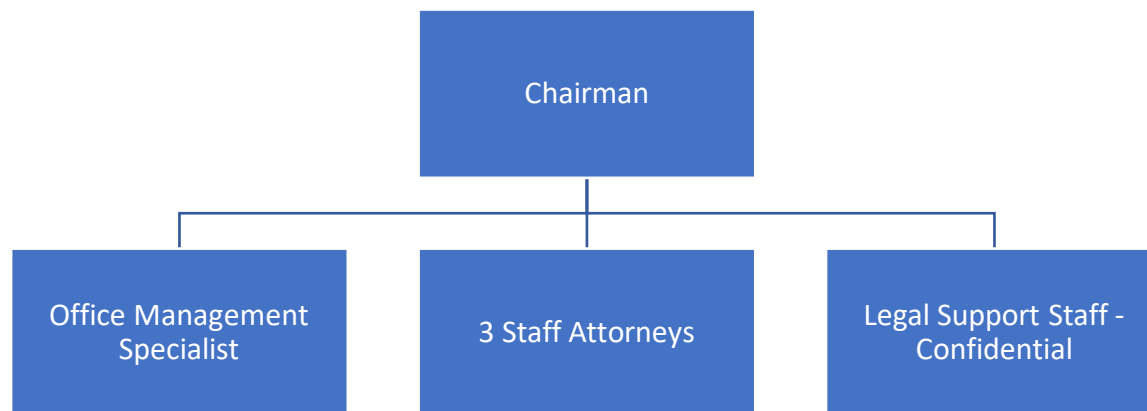 Chairman
Office Management
Specialist
3 Staff Attorneys
Legal Support Staff -
Confidential